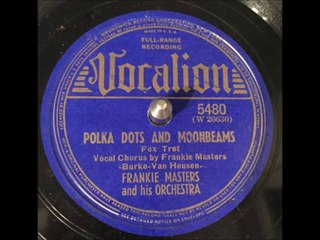 FULL-RANGE
RECORDING
Vocalion
5480
(W 26630)
POLKA DOTS AND MOONBEAMS
Fox Trot
Vocal Chorus by Frankie Masters
-Burke-Van Heusen-
FRANKIE MASTERS
and his ORCHESTRA